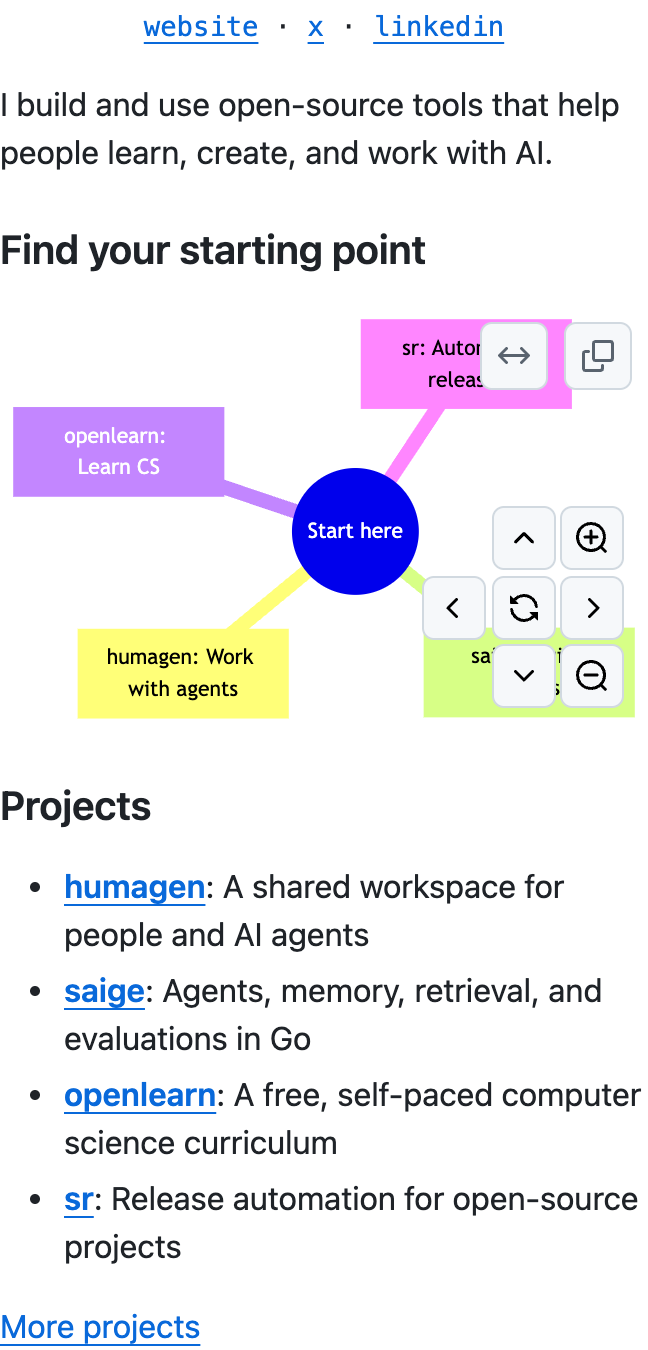 website · x · linkedin
I build and use open-source tools that help
people learn, create, and work with AI.
Find your starting point
sr:
openlearn:
Learn CS
Start here
humagen: Work
with agents
Projects
• humagen: A shared workspace for
people and AI agents
• saige: Agents, memory, retrieval, and
evaluations in Go
• openlearn: A free, self-paced computer
science curriculum
• sr: Release automation for open-source
projects
More projects